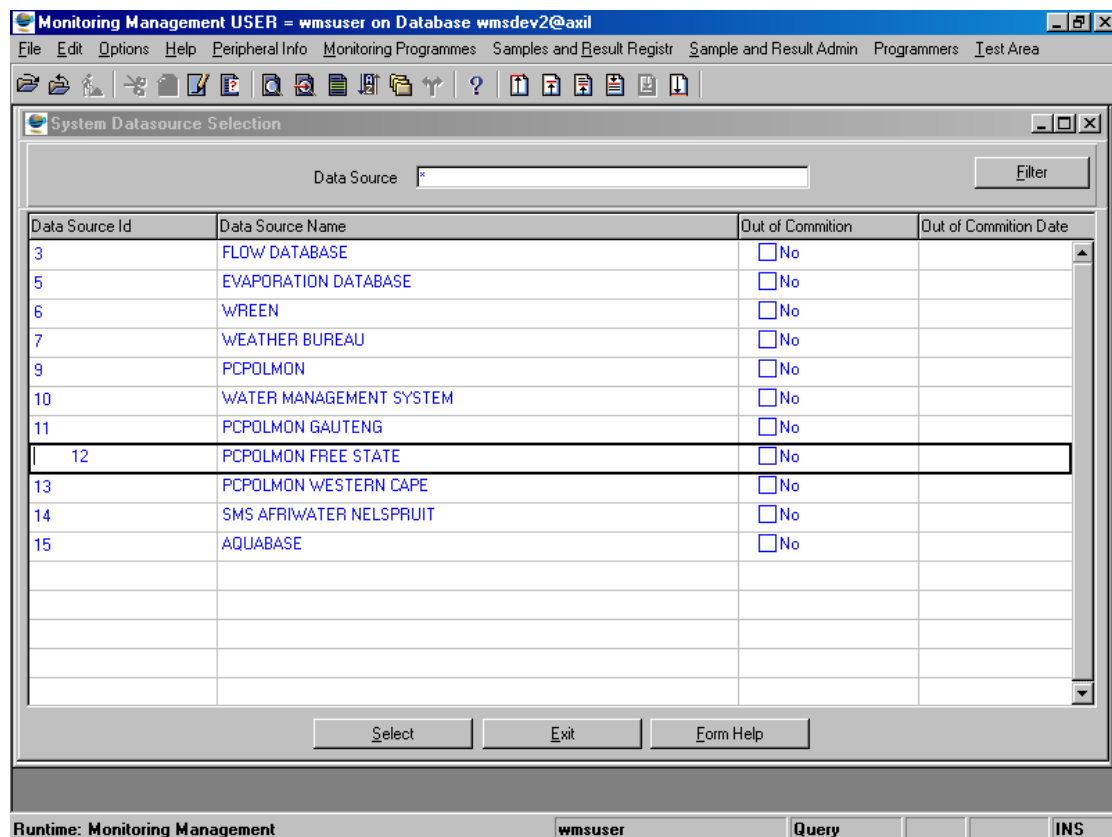 Monitoring Management USER = wmsuser on Database wmsdev2@axil
File Edit Options Help Peripheral Info Monitoring Programmes Samples and Result Registr Sample and Result Admin Programmers Test Area
System Datasource Selection
Data Source * Filter
Data Source Id Data Source Name Out of Commition Out of Commition Date
3 FLOW DATABASE No
5 EVAPORATION DATABASE No
6 WREEN No
7 WEATHER BUREAU No
9 PCPOLMON No
10 WATER MANAGEMENT SYSTEM No
11 PCPOLMON GAUTENG No
12 PCPOLMON FREE STATE No
13 PCPOLMON WESTERN CAPE No
14 SMS AFRIWATER NELSPRUIT No
15 AQUABASE No
Select Exit Form Help
Runtime: Monitoring Management wmsuser Query INS